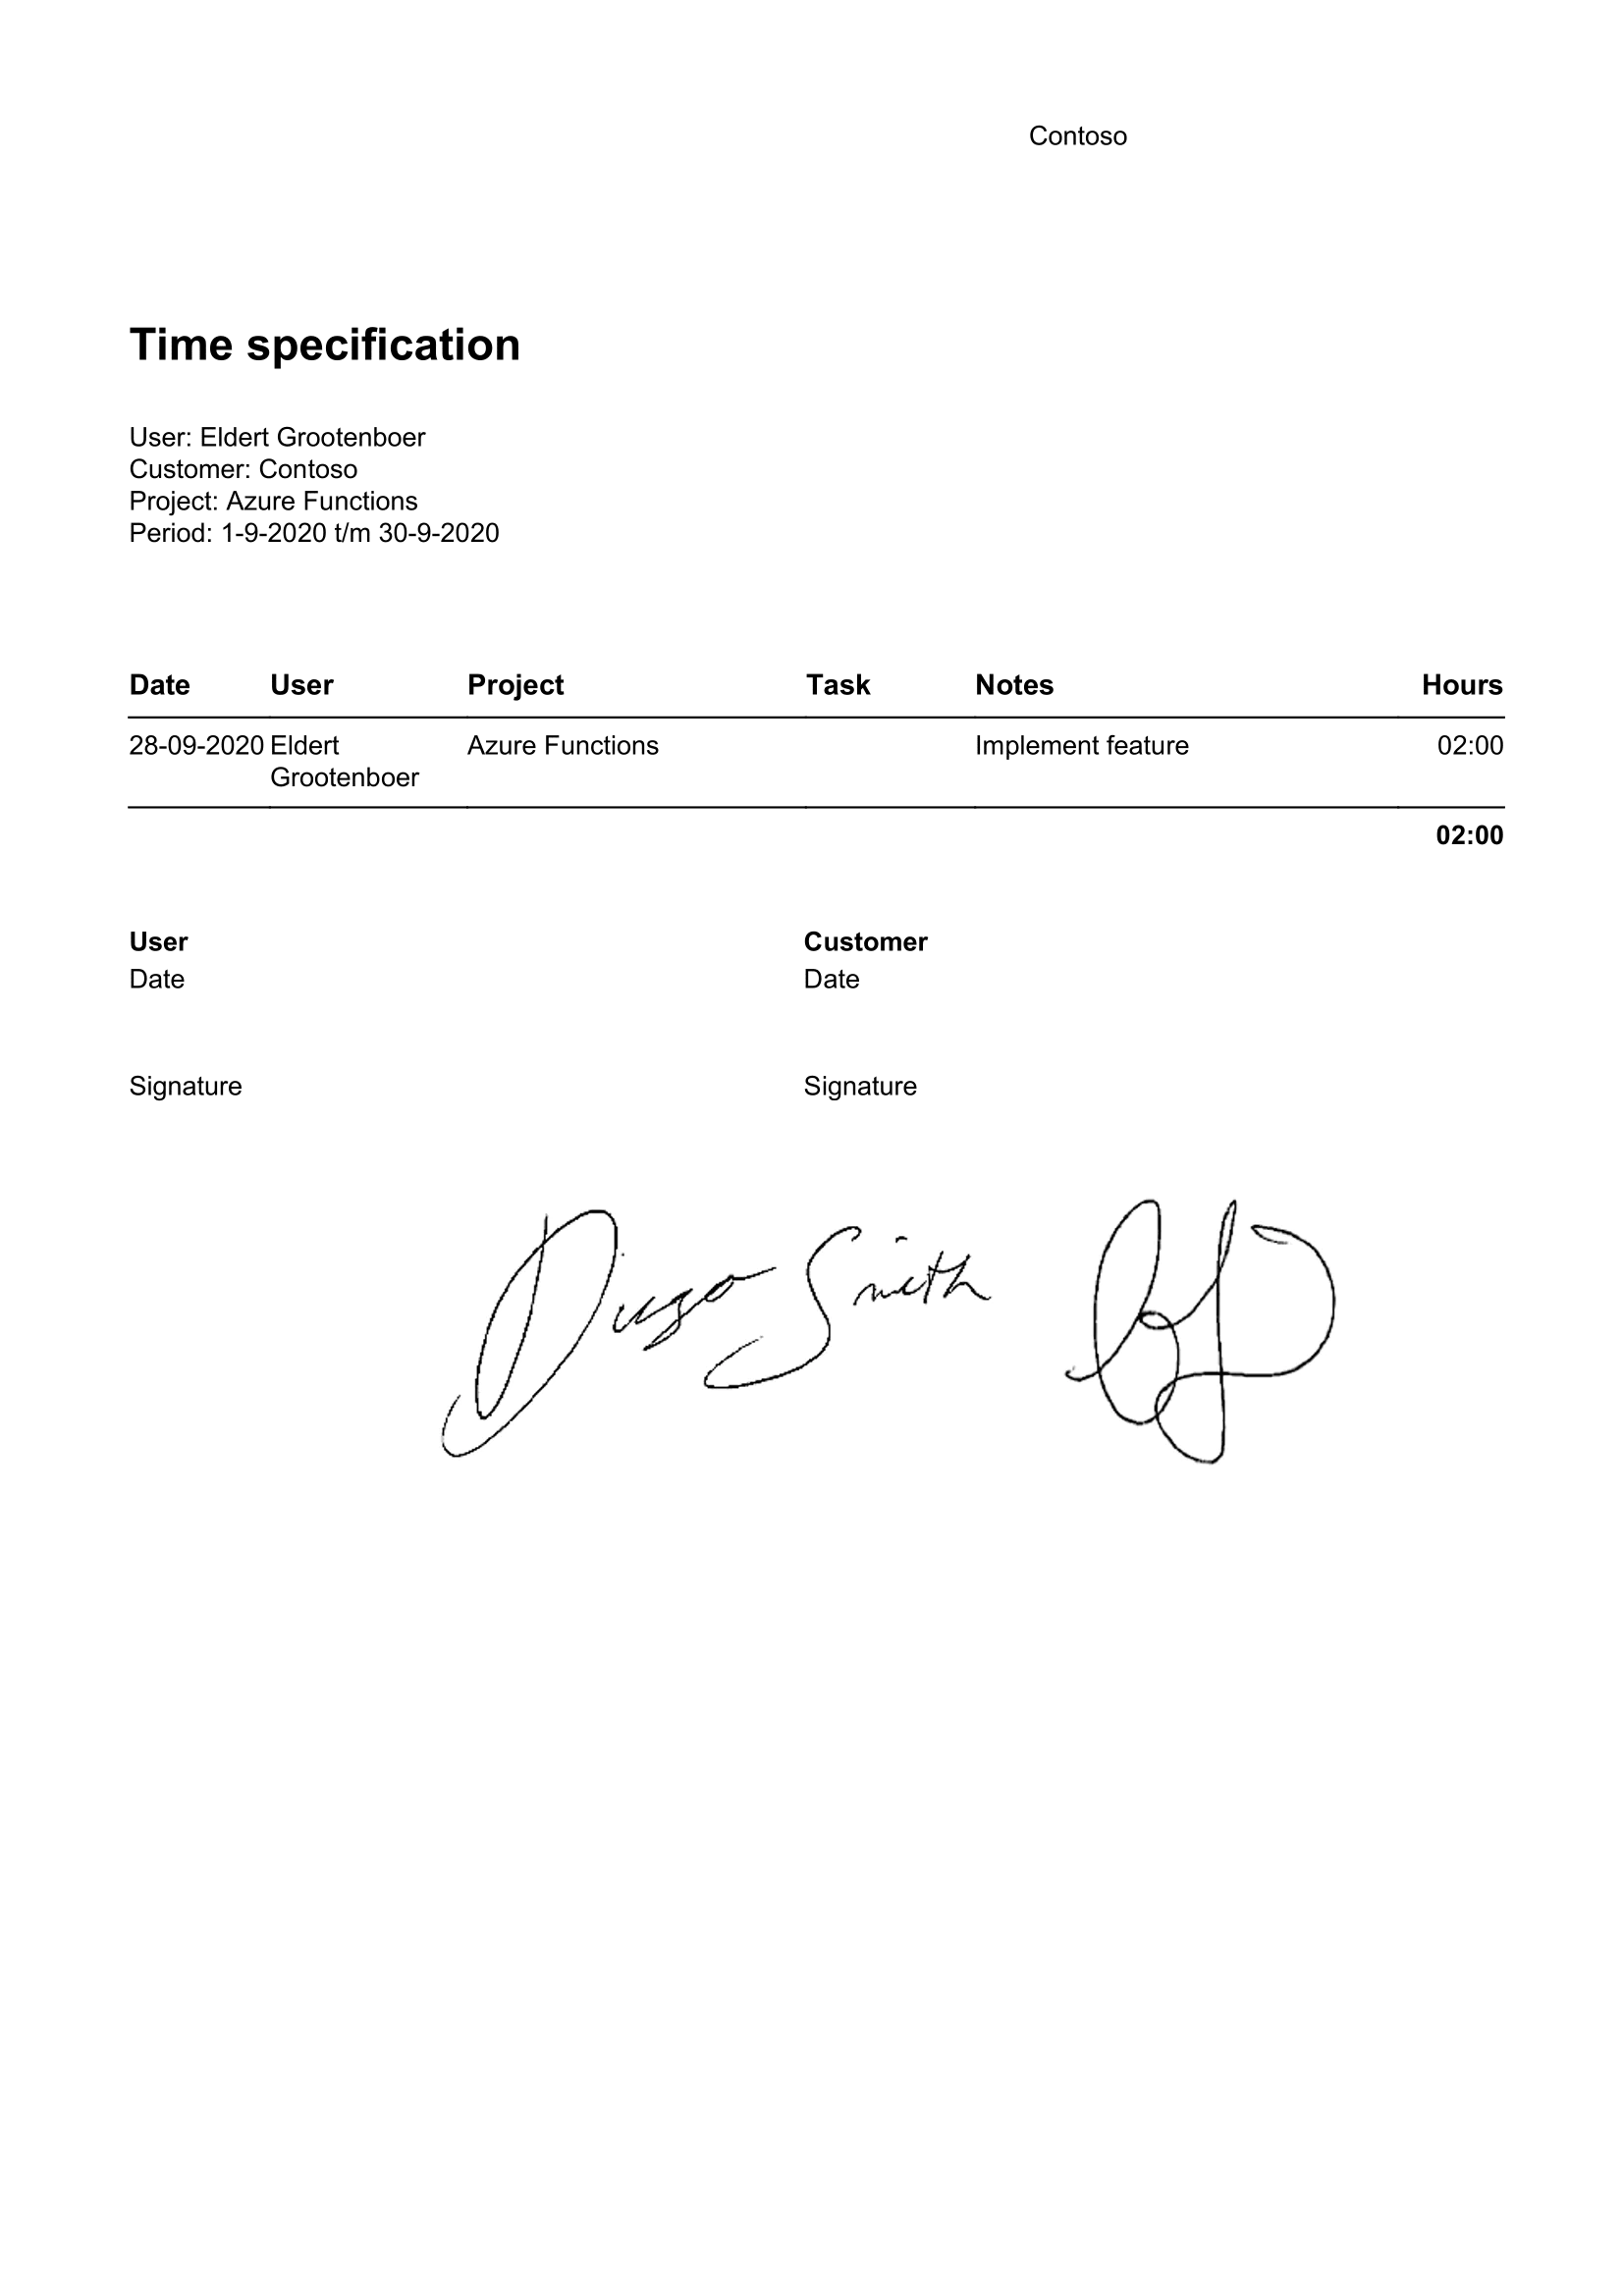 Contoso
Time specification
User: Eldert Grootenboer
Customer: Contoso
Project: Azure Functions
Period: 1-9-2020 t/m 30-9-2020
Date User Project Task Notes Hours
28-09-2020 Eldert Azure Functions Implement feature 02:00
Grootenboer
02:00
User Customer
Date Date
Signature Signature
Smith